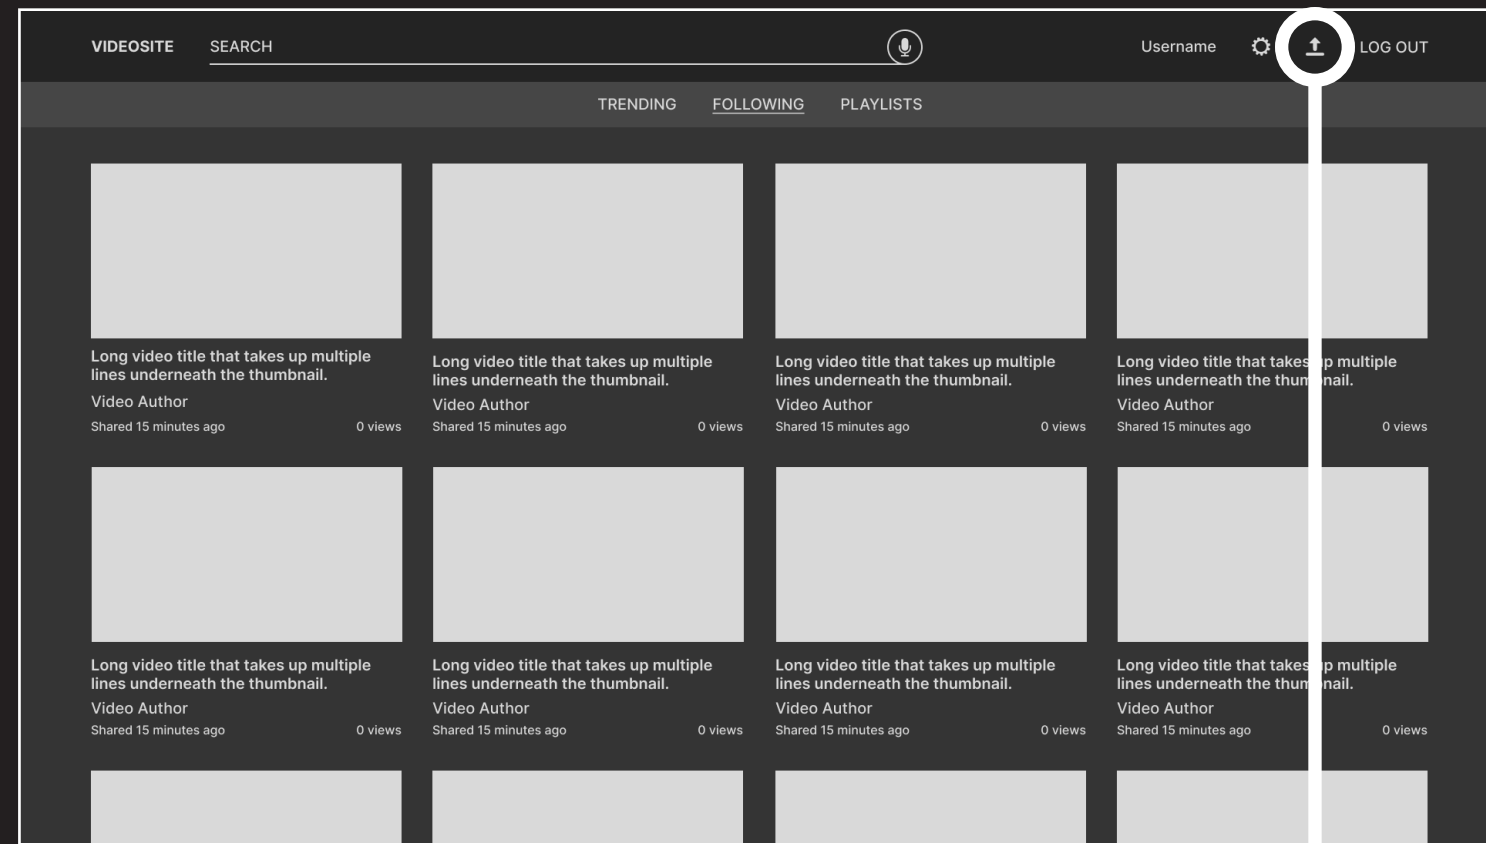 VIDEOSITE SEARCH Username LOG OUT
TRENDING FOLLOWING PLAYLISTS
Long video title that takes up multiple
lines underneath the thumbnail.
Video Author
Shared 15 minutes ago 0 views
Long video title that takes up multiple
lines underneath the thumbnail.
Video Author
Shared 15 minutes ago 0 views
Long video title that takes up multiple
lines underneath the thumbnail.
Video Author
Shared 15 minutes ago 0 views
Long video title that takes up multiple
lines underneath the thumbnail.
Video Author
Shared 15 minutes ago 0 views
Long video title that takes up multiple
lines underneath the thumbnail.
Video Author
Shared 15 minutes ago 0 views
Long video title that takes up multiple
lines underneath the thumbnail.
Video Author
Shared 15 minutes ago 0 views
Long video title that takes up multiple
lines underneath the thumbnail.
Video Author
Shared 15 minutes ago 0 views
Long video title that takes up multiple
lines underneath the thumbnail.
Video Author
Shared 15 minutes ago 0 views